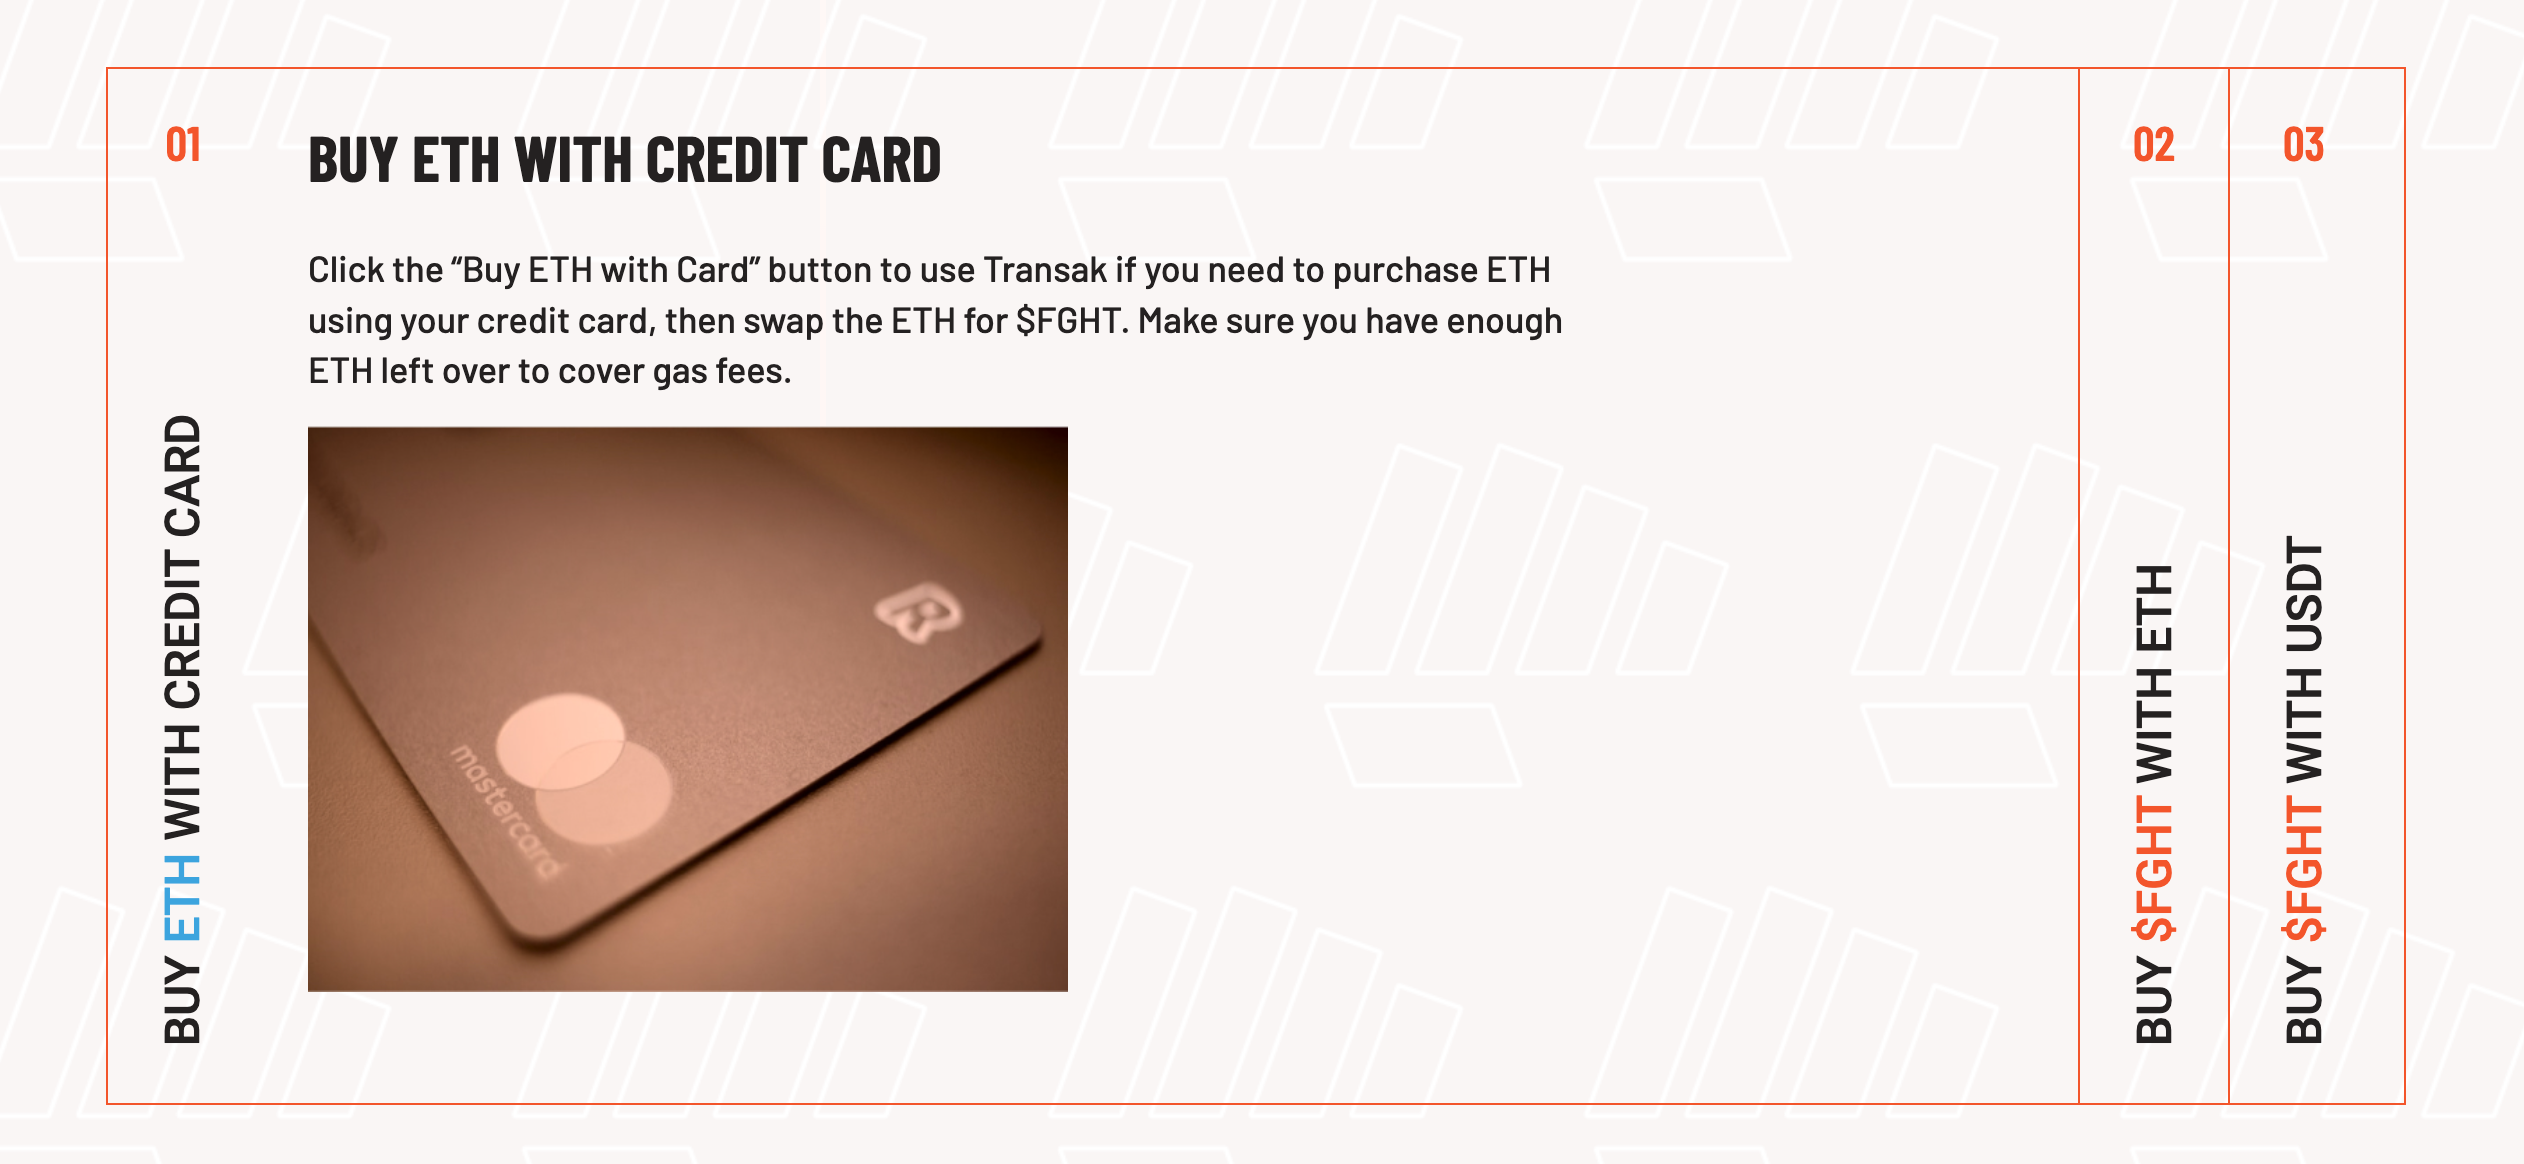 01
BUY ETH WITH CREDIT CARD
BUY ETH WITH CREDIT CARD
Click the “Buy ETH with Card” button to use Transak if you need to purchase ETH
using your credit card, then swap the ETH for $FGHT. Make sure you have enough
ETH left over to cover gas fees.
R
mastercard
02
BUY $FGHT WITH ETH
03
BUY $FGHT WITH USDT